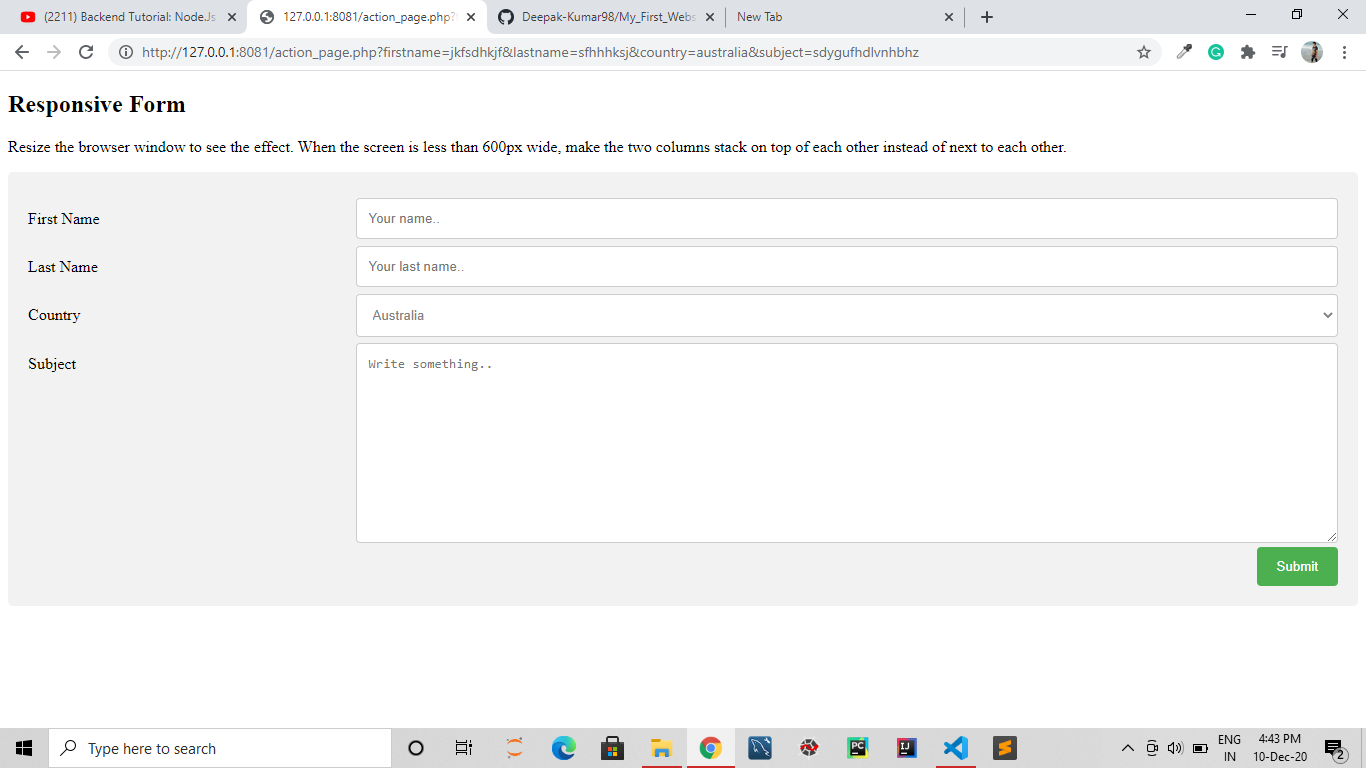 (2211) Backend Tutorial: Node.Js
127.0.0.1:8081/action_page.php?
Deepak-Kumar98/My_First_Webs
New Tab
http://127.0.0.1:8081/action_page.php?firstname=jkfsdhkjf&lastname=sfhhhksj&country=australia&subject=sdygufhdlvnhbhz
Responsive Form
Resize the browser window to see the effect. When the screen is less than 600px wide, make the two columns stack on top of each other instead of next to each other.
First Name
Your name..
Last Name
Your last name..
Country
Australia
Subject
Write something..
Submit
Type here to search
PC
IJ
ENG
IN
4:43 PM
10-Dec-20
2